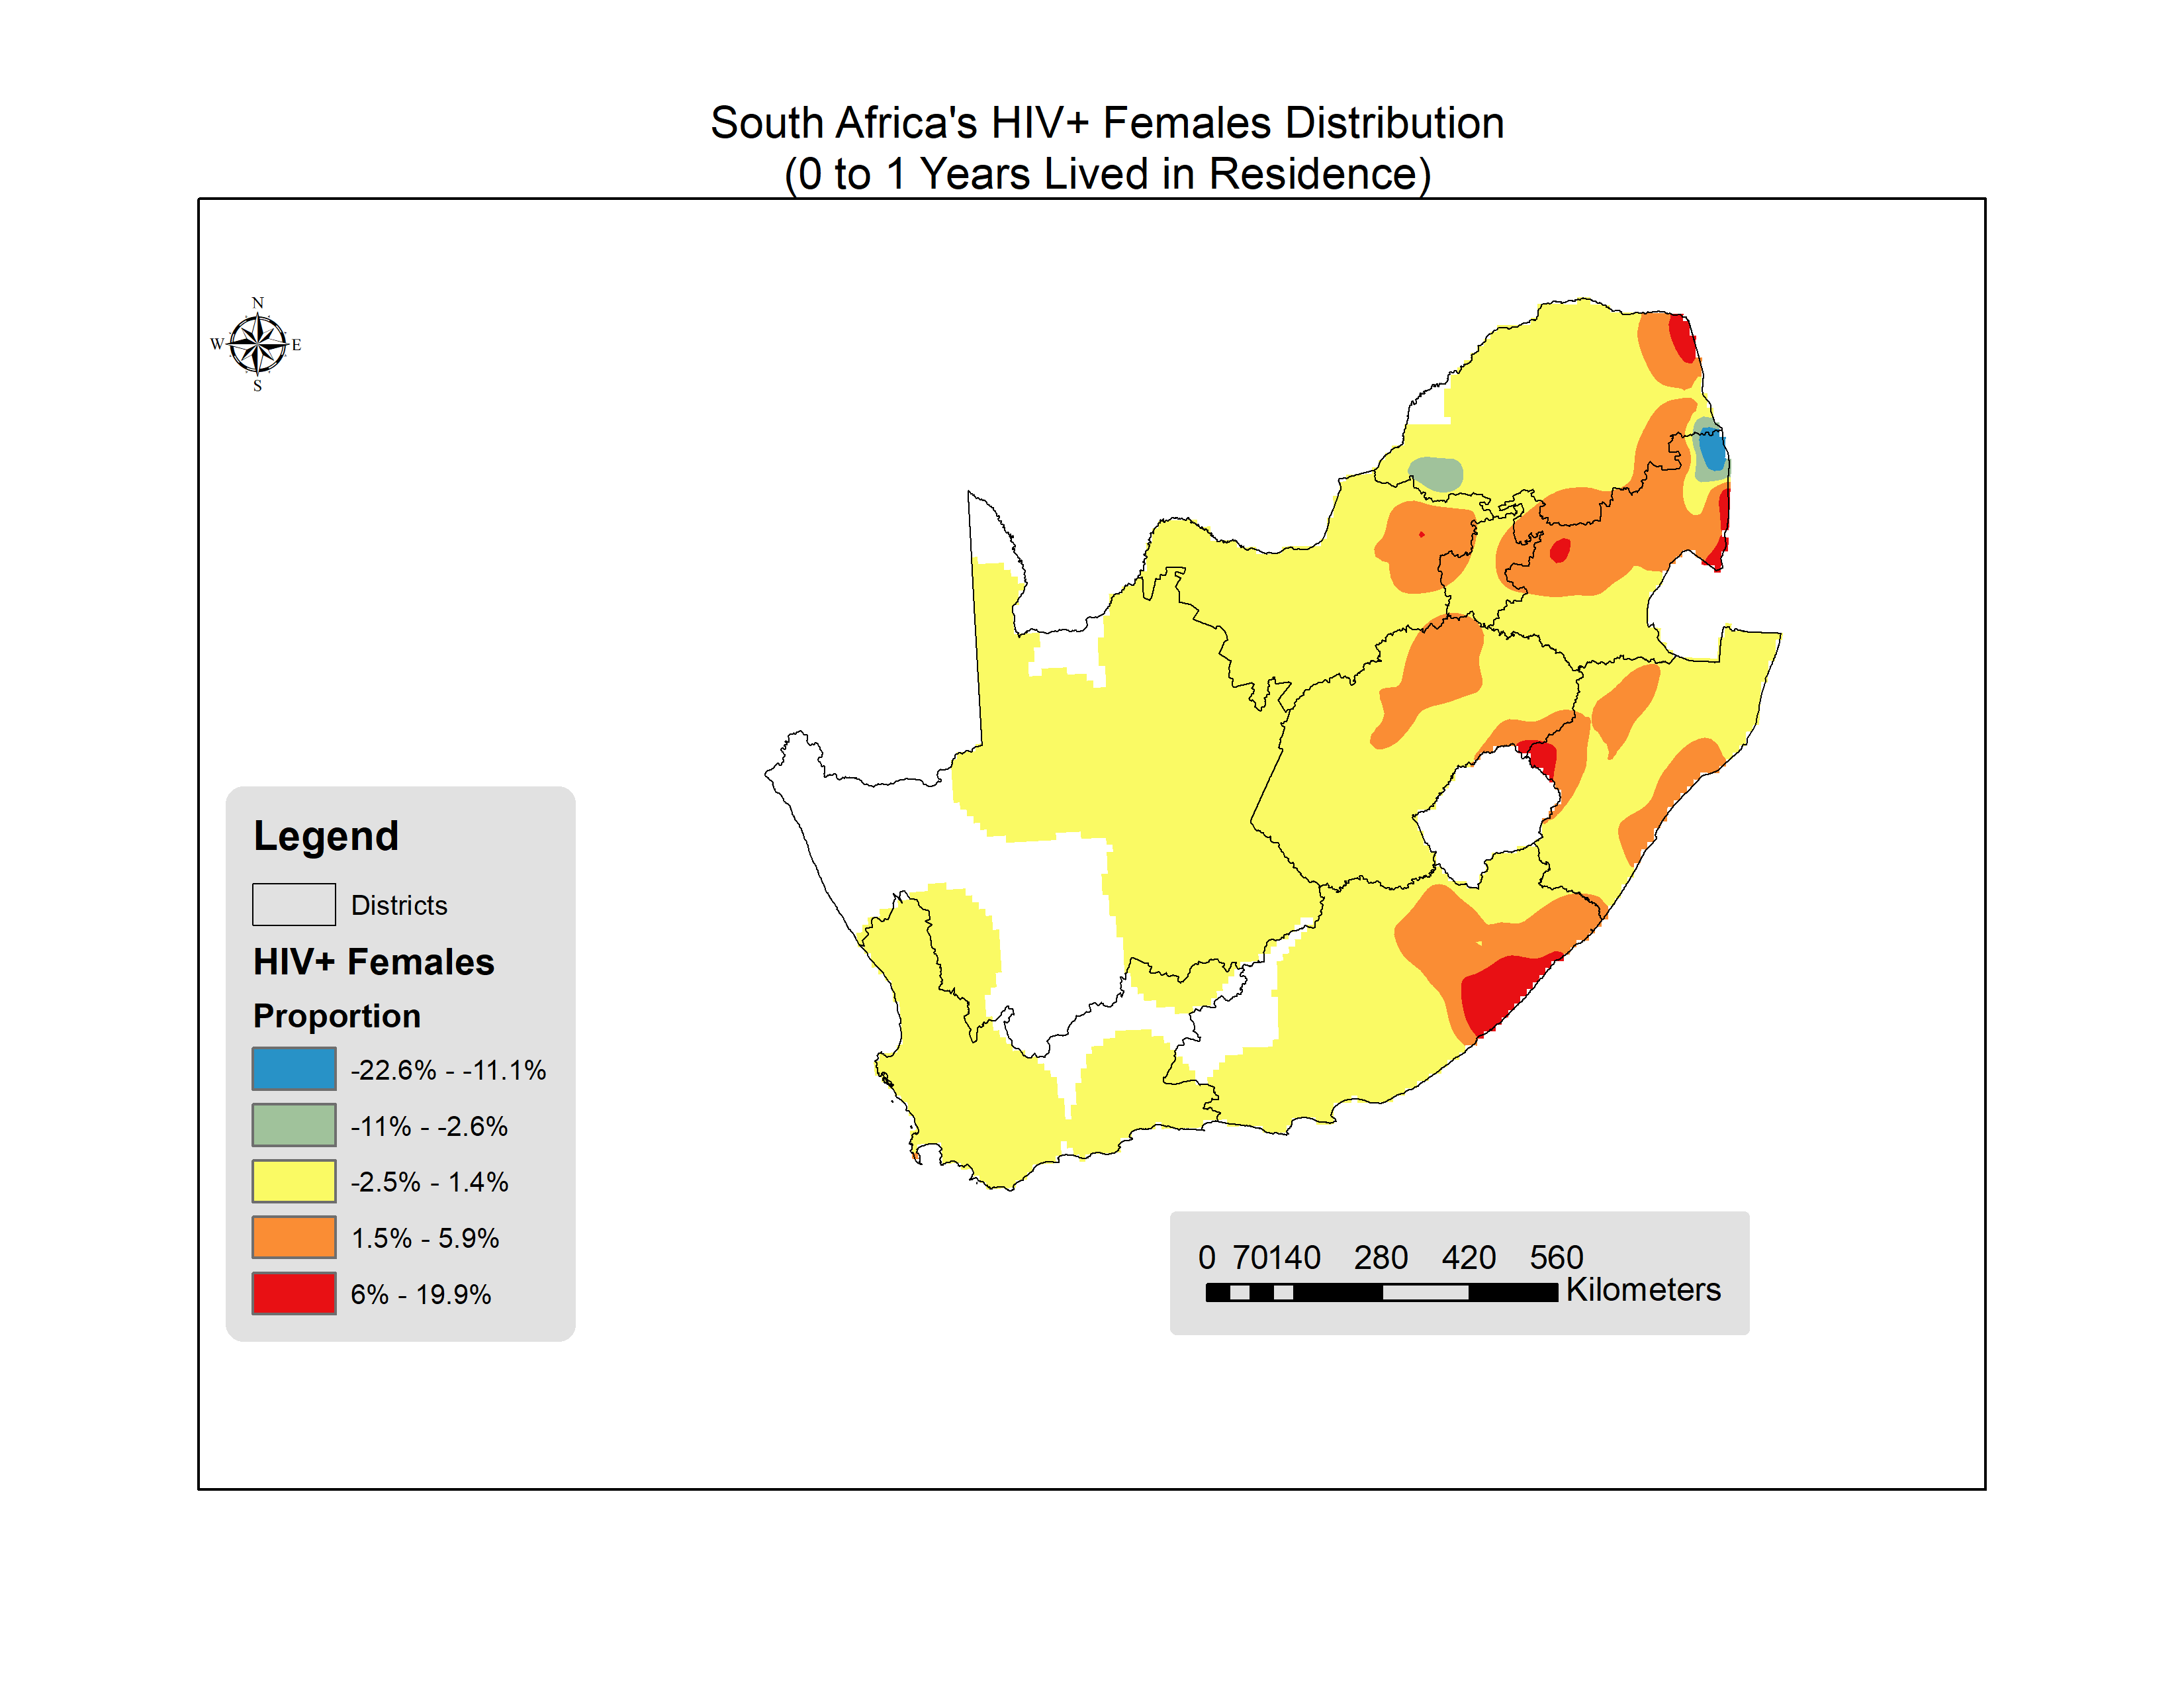 South Africa's HIV+ Females Distribution
(0 to 1 Years Lived in Residence)
N
W E
S
Legend
Districts
HIV+ Females
Proportion
-22.6% - -11.1%
-11% - -2.6%
-2.5% - 1.4%
1.5% - 5.9%
6% - 19.9%
0 70 140 280 420 560
Kilometers